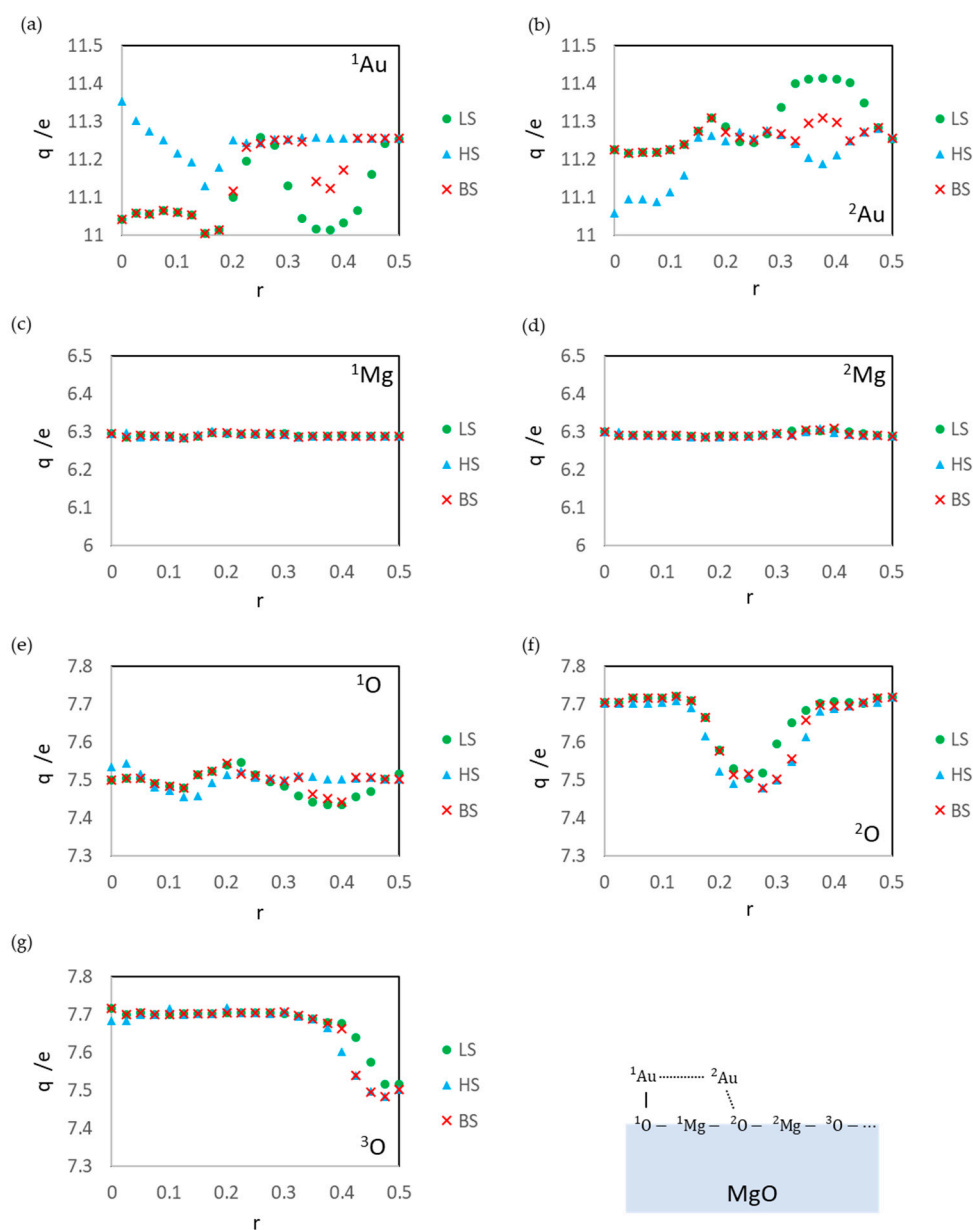 (a)
11.5
11.4
11.3
11.2
11.1
11
q /e
0 0.1 0.2 0.3 0.4 0.5
r
¹Au
LS
HS
BS
(b)
11.5
11.4
11.3
11.2
11.1
11
q /e
0 0.1 0.2 0.3 0.4 0.5
r
²Au
LS
HS
BS
(c)
6.5
6.4
6.3
6.2
6.1
6
q /e
0 0.1 0.2 0.3 0.4 0.5
r
¹Mg
LS
HS
BS
(d)
6.5
6.4
6.3
6.2
6.1
6
q /e
0 0.1 0.2 0.3 0.4 0.5
r
²Mg
LS
HS
BS
(e)
7.8
7.7
7.6
7.5
7.4
7.3
q /e
0 0.1 0.2 0.3 0.4 0.5
r
¹O
LS
HS
BS
(f)
7.8
7.7
7.6
7.5
7.4
7.3
q /e
0 0.1 0.2 0.3 0.4 0.5
r
²O
LS
HS
BS
(g)
7.8
7.7
7.6
7.5
7.4
7.3
q /e
0 0.1 0.2 0.3 0.4 0.5
r
³O
LS
HS
BS
¹Au ²Au
¹O – ¹Mg – ²O – ²Mg – ³O – ...
MgO